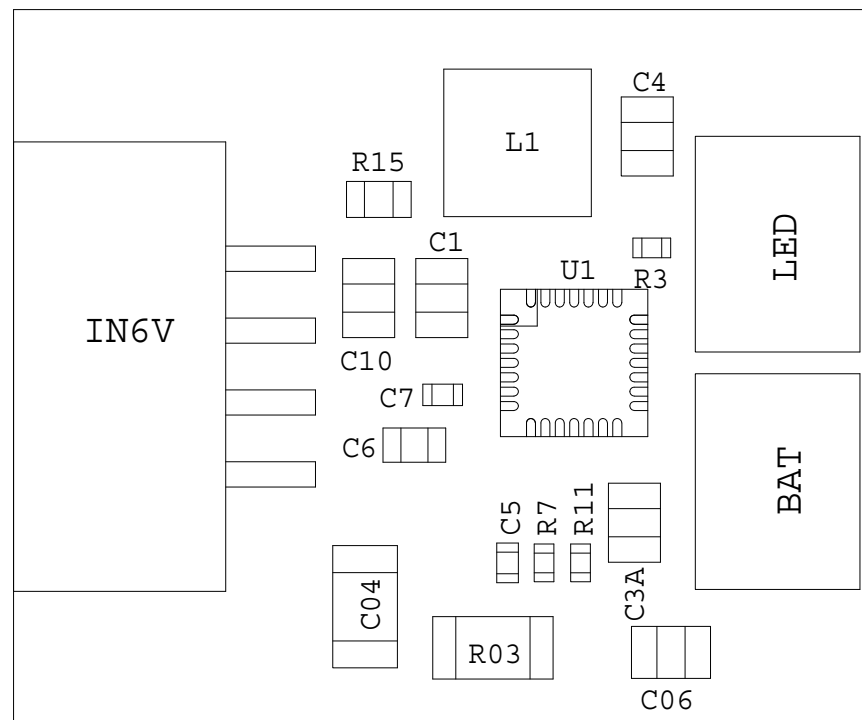 C4
L1
R15
LED
C1
R3
U1
IN6V
C10
C7
C6
BAT
C5
R7
R11
C3A
C04
R03
C06